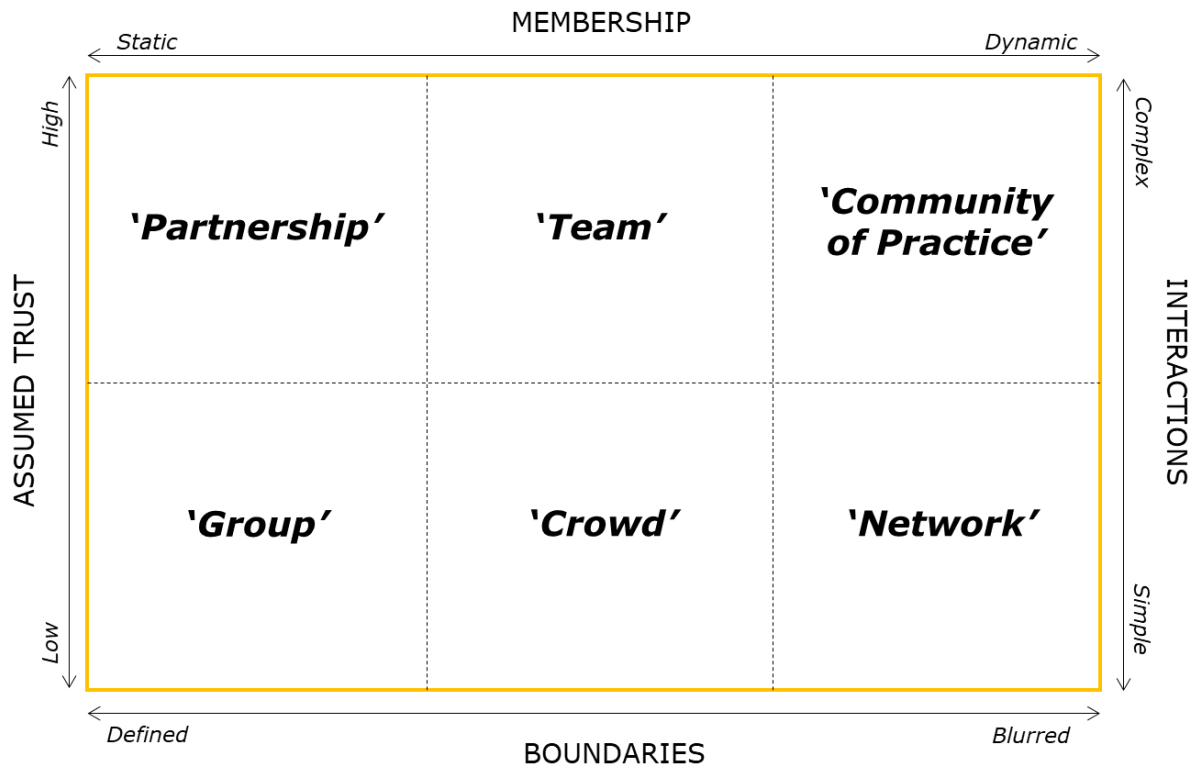 MEMBERSHIP
Static
Dynamic
High
Complex
‘Partnership’
‘Team’
‘Community
of Practice’
ASSUMED TRUST
INTERACTIONS
‘Group’
‘Crowd’
‘Network’
Low
Simple
Defined
Blurred
BOUNDARIES